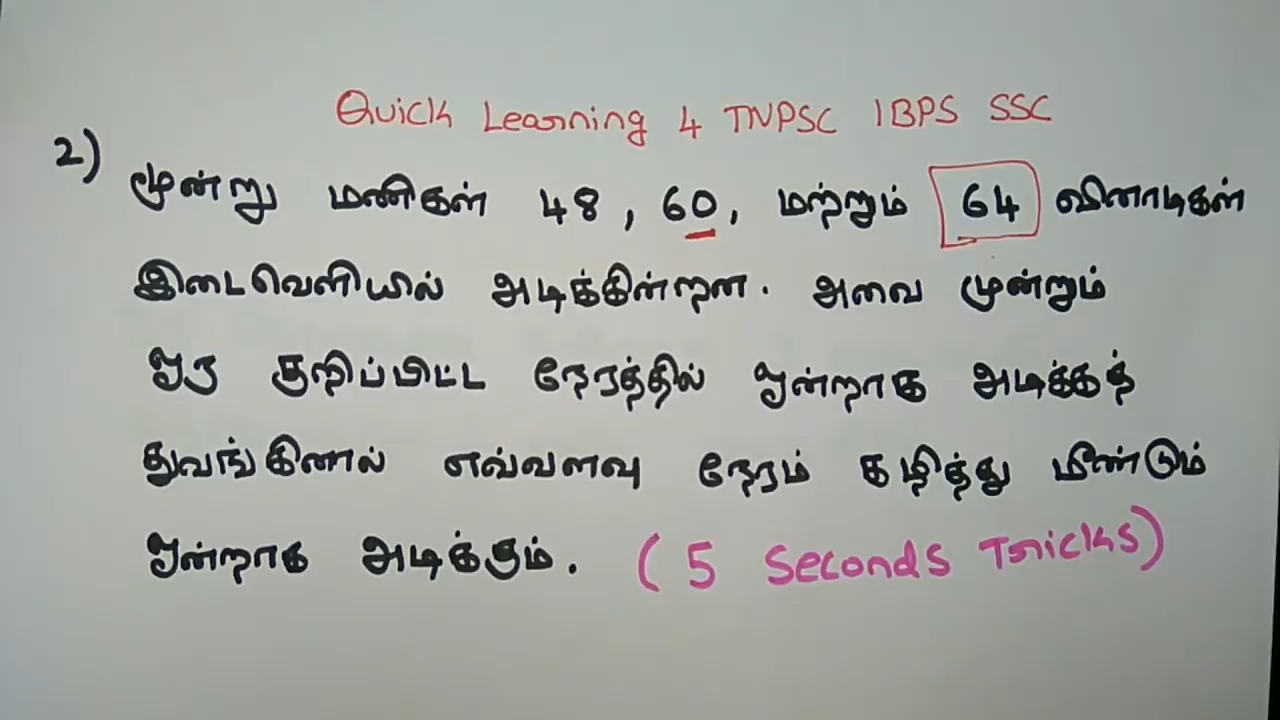 Quick Learning 4 TNPSC IBPS SSC
2) மூன்று மணிகள் 48, 60, மற்றும் 64 வினாடிகள்
இடைவெளியில் அடிக்கின்றன. அவை மூன்றும்
ஒரு குறிப்பிட்ட நேரத்தில் ஒன்றாக அடிக்கத்
துவங்கினால் எவ்வளவு நேரம் கழித்து மீண்டும்
ஒன்றாக அடிக்கும். (5 Seconds Tricks)